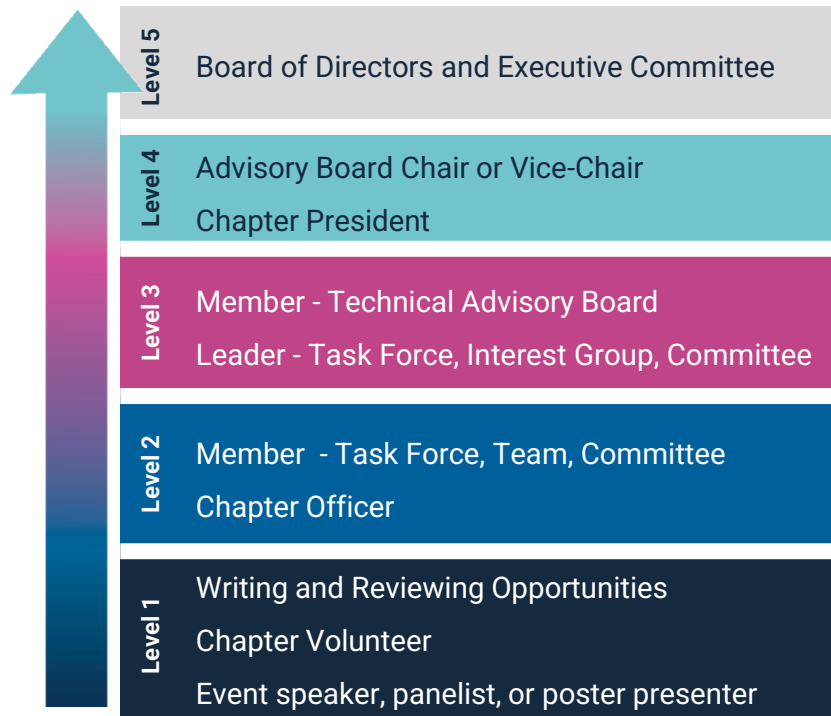 Level 5
Board of Directors and Executive Committee
Level 4
Advisory Board Chair or Vice-Chair
Chapter President
Level 3
Member - Technical Advisory Board
Leader - Task Force, Interest Group, Committee
Level 2
Member  - Task Force, Team, Committee
Chapter Officer
Level 1
Writing and Reviewing Opportunities
Chapter Volunteer
Event speaker, panelist, or poster presenter